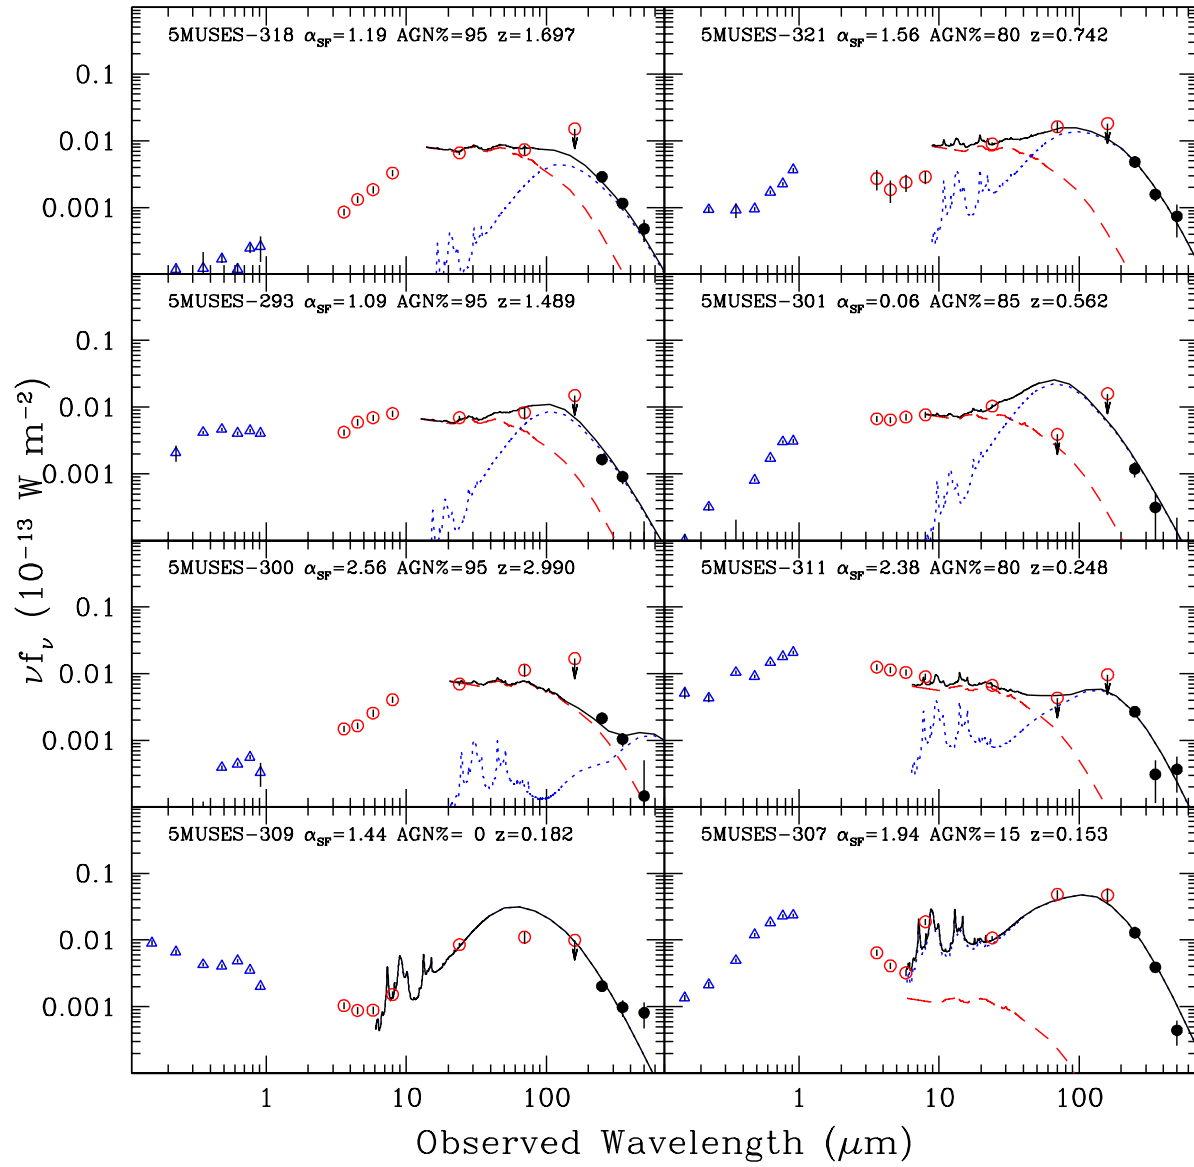 5MUSES-318 αSF=1.19 AGN%=95 z=1.697
5MUSES-321 αSF=1.56 AGN%=80 z=0.742
0.1
0.01
0.001
5MUSES-293 αSF=1.09 AGN%=95 z=1.489
5MUSES-301 αSF=0.06 AGN%=85 z=0.562
0.1
0.01
0.001
5MUSES-300 αSF=2.56 AGN%=95 z=2.990
5MUSES-311 αSF=2.38 AGN%=80 z=0.248
0.1
0.01
0.001
5MUSES-309 αSF=1.44 AGN%= 0 z=0.182
5MUSES-307 αSF=1.94 AGN%=15 z=0.153
0.1
0.01
0.001
νfν (10−13 W m−2)
1 10 100 1 10 100
Observed Wavelength (μm)